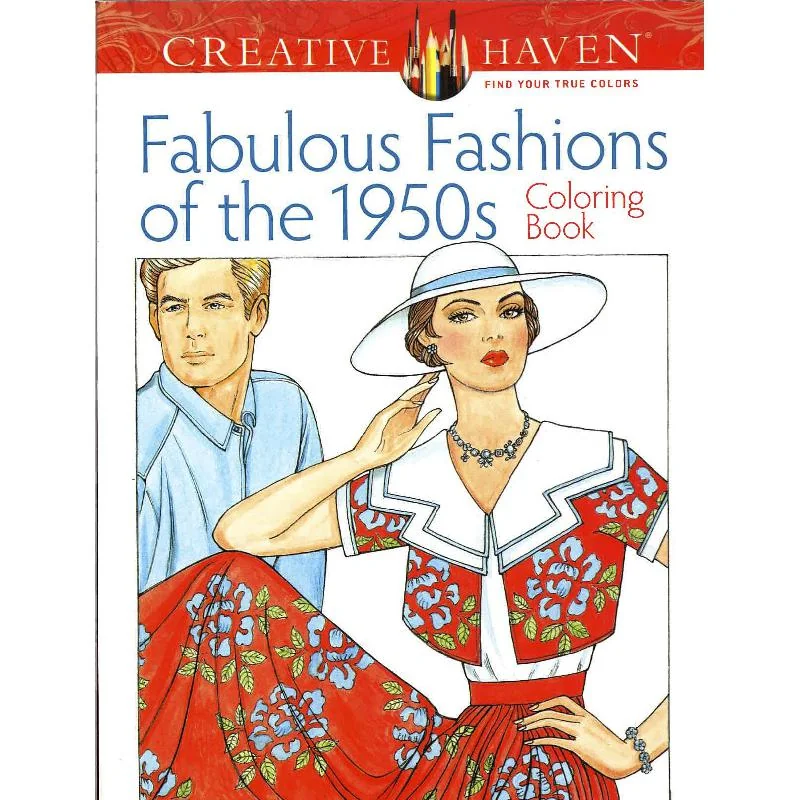 CREATIVE HAVEN®
FIND YOUR TRUE COLORS
Fabulous Fashions
of the 1950s
Coloring
Book